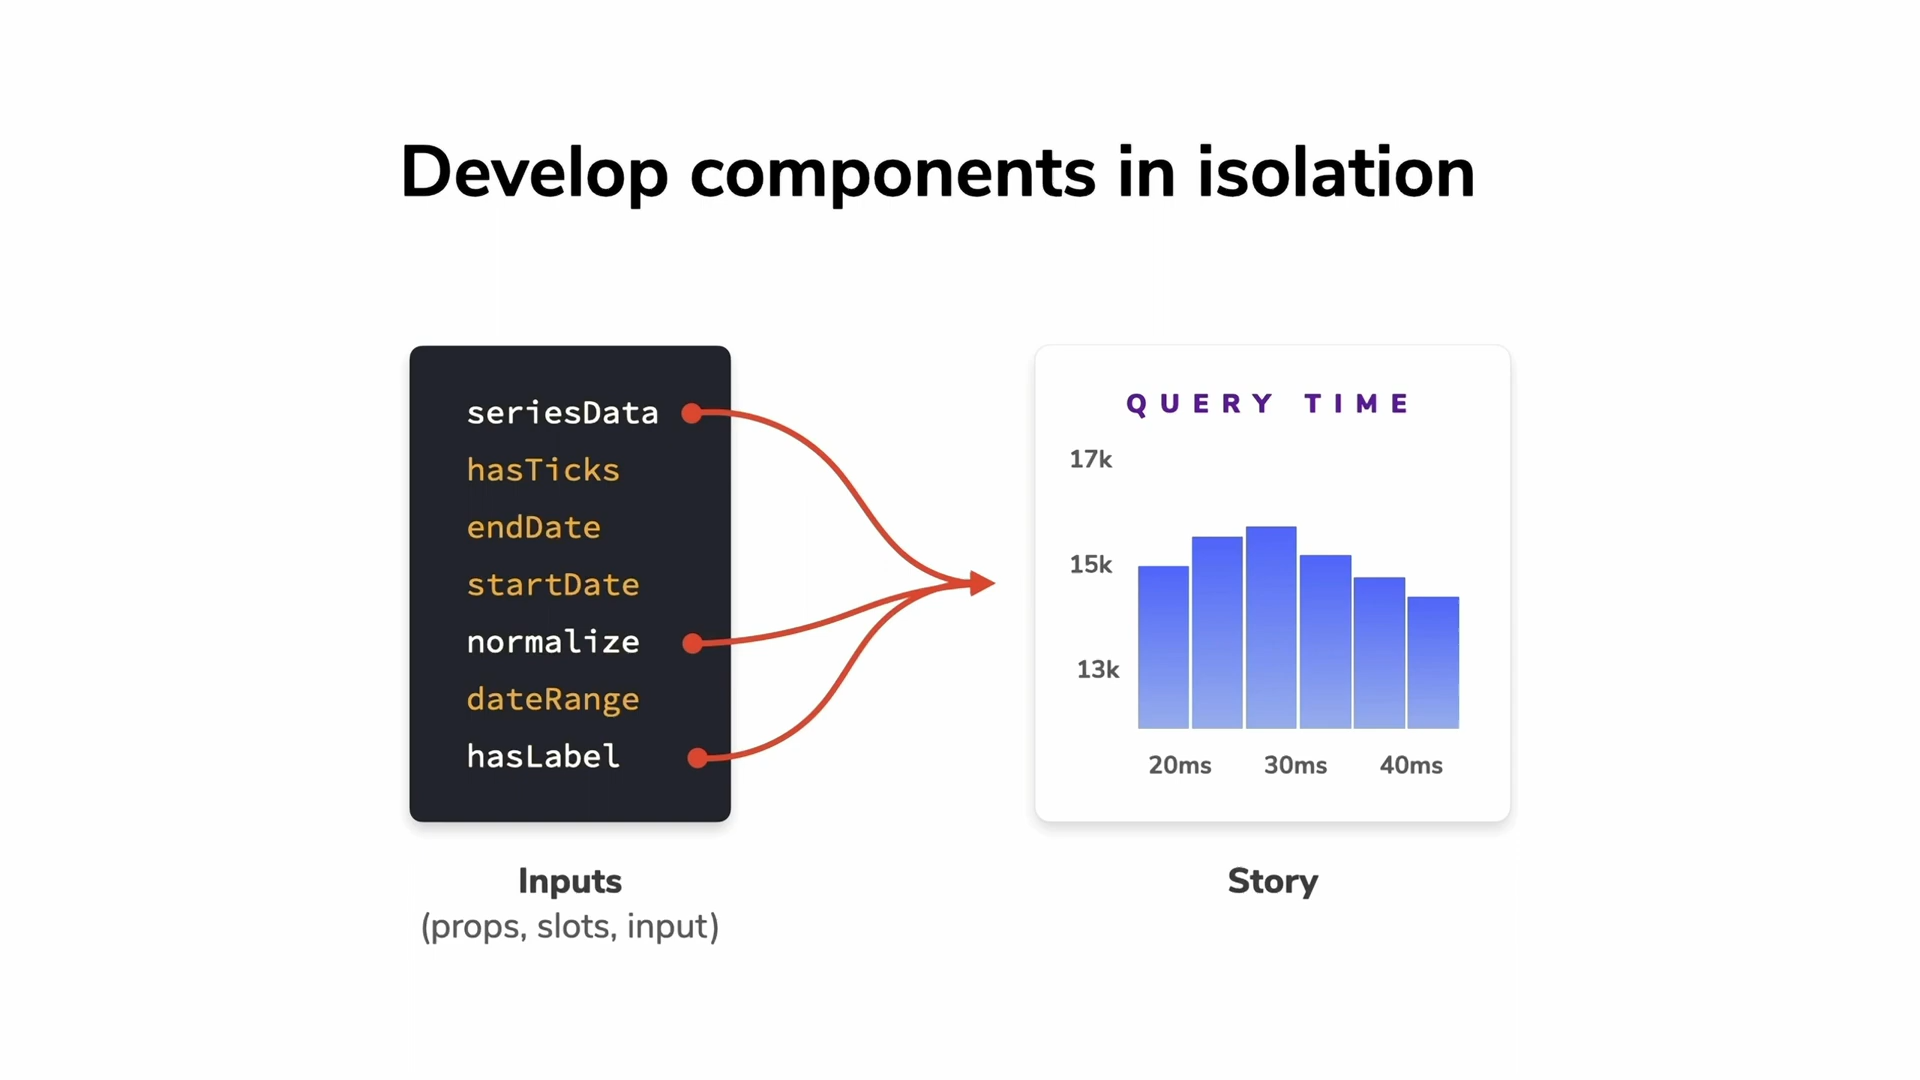 Develop components in isolation
seriesData
hasTicks
endDate
startDate
normalize
dateRange
hasLabel
Inputs
(props, slots, input)
QUERY TIME
17k
15k
13k
20ms 30ms 40ms
Story